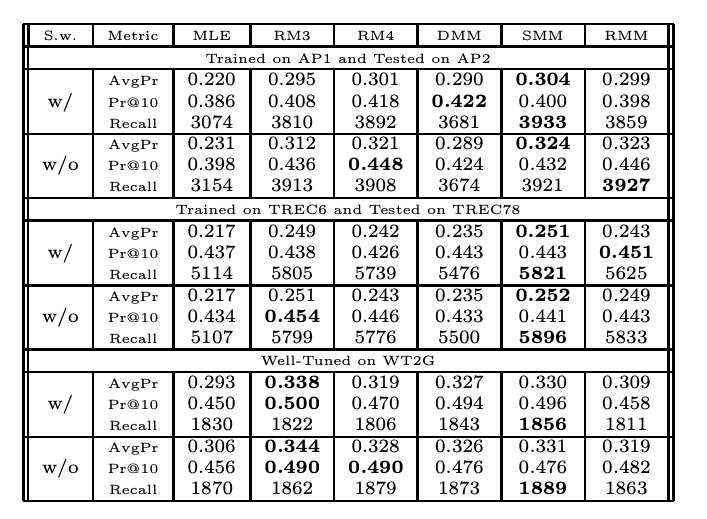 S.w. Metric MLE RM3 RM4 DMM SMM RMM
Trained on AP1 and Tested on AP2
AvgPr 0.220 0.295 0.301 0.290 0.304 0.299
w/ Pr@10 0.386 0.408 0.418 0.422 0.400 0.398
Recall 3074 3810 3892 3681 3933 3859
AvgPr 0.231 0.312 0.321 0.289 0.324 0.323
w/o Pr@10 0.398 0.436 0.448 0.424 0.432 0.446
Recall 3154 3913 3908 3674 3921 3927
Trained on TREC6 and Tested on TREC78
AvgPr 0.217 0.249 0.242 0.235 0.251 0.243
w/ Pr@10 0.437 0.438 0.426 0.443 0.443 0.451
Recall 5114 5805 5739 5476 5821 5625
AvgPr 0.217 0.251 0.243 0.235 0.252 0.249
w/o Pr@10 0.434 0.454 0.446 0.433 0.441 0.443
Recall 5107 5799 5776 5500 5896 5833
Well-Tuned on WT2G
AvgPr 0.293 0.338 0.319 0.327 0.330 0.309
w/ Pr@10 0.450 0.500 0.470 0.494 0.496 0.458
Recall 1830 1822 1806 1843 1856 1811
AvgPr 0.306 0.344 0.328 0.326 0.331 0.319
w/o Pr@10 0.456 0.490 0.490 0.476 0.476 0.482
Recall 1870 1862 1879 1873 1889 1863